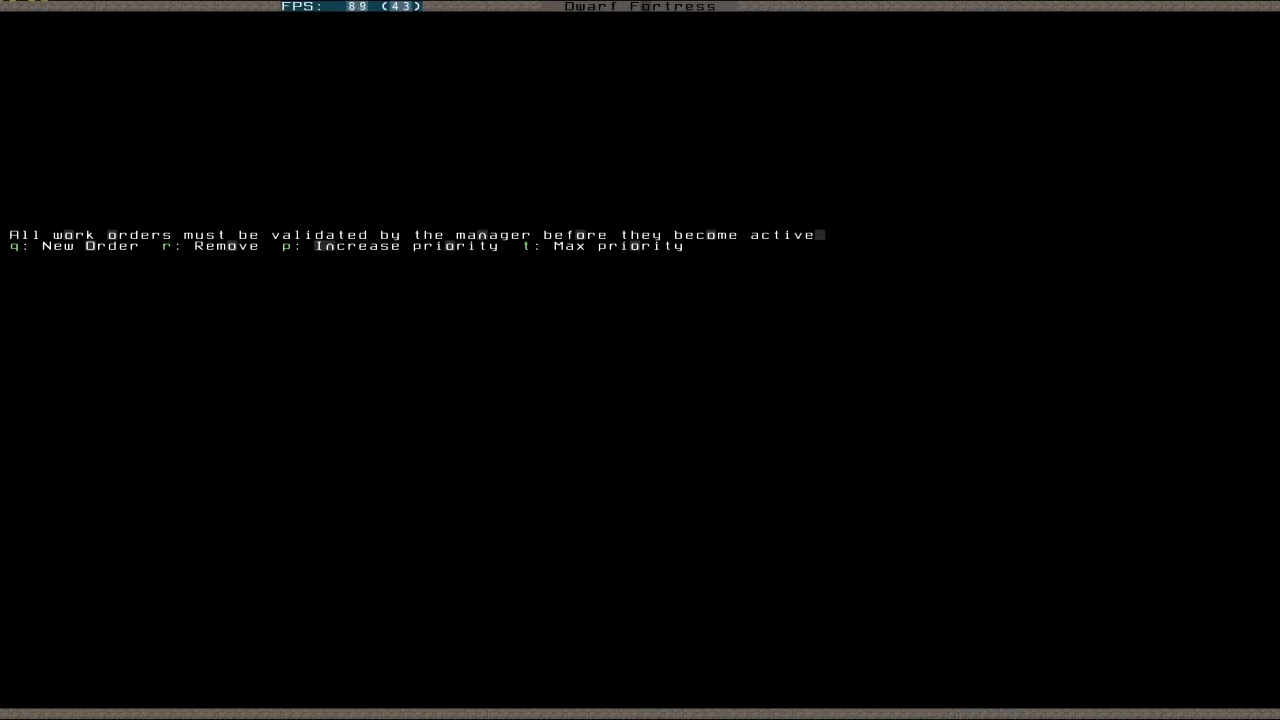 FPS: 89 (43) Dwarf Fortress
All work orders must be validated by the manager before they become active
q: New Order r: Remove p: Increase priority t: Max priority